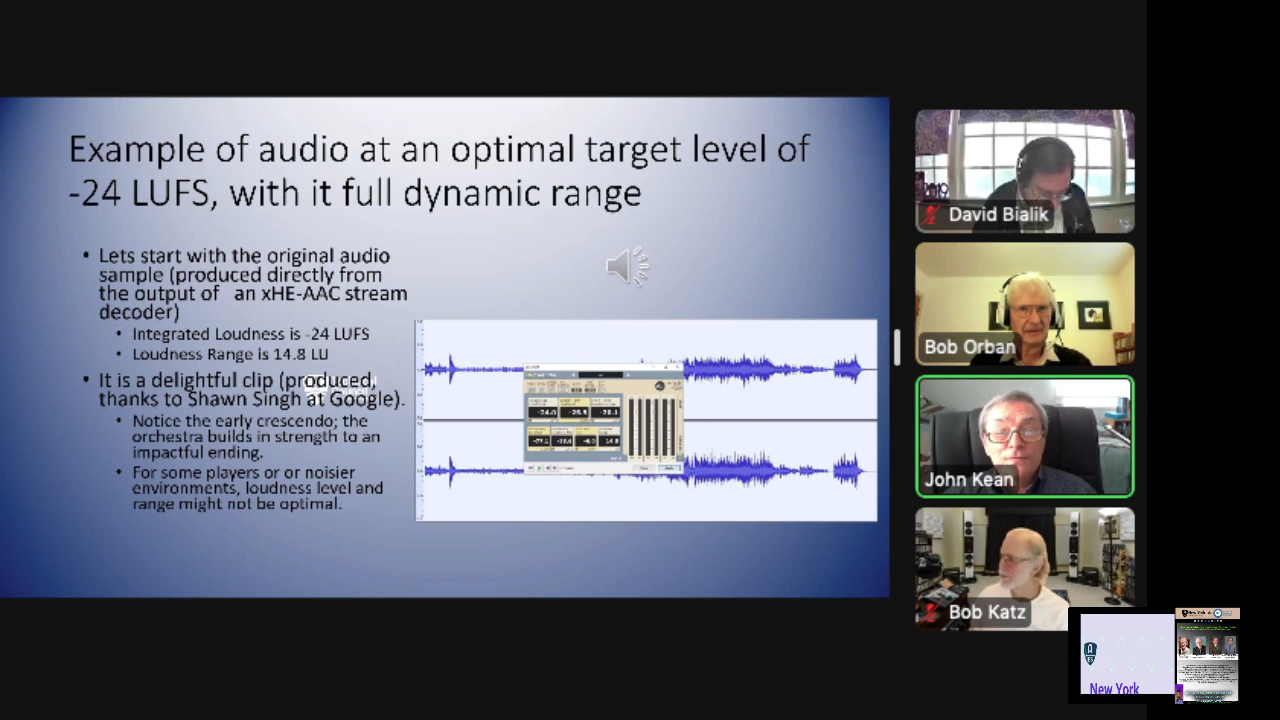 Example of audio at an optimal target level of
-24 LUFS, with it full dynamic range
• Lets start with the original audio
sample (produced directly from
the output of an xHE-AAC stream
decoder)
• Integrated Loudness is -24 LUFS
• Loudness Range is 14.8 LU
• It is a delightful clip (produced,
thanks to Shawn Singh at Google).
• Notice the early crescendo; the
orchestra builds in strength to an
impactful ending.
• For some players or or noisier
environments, loudness level and
range might not be optimal.
David Bialik
Bob Orban
John Kean
Bob Katz
New York